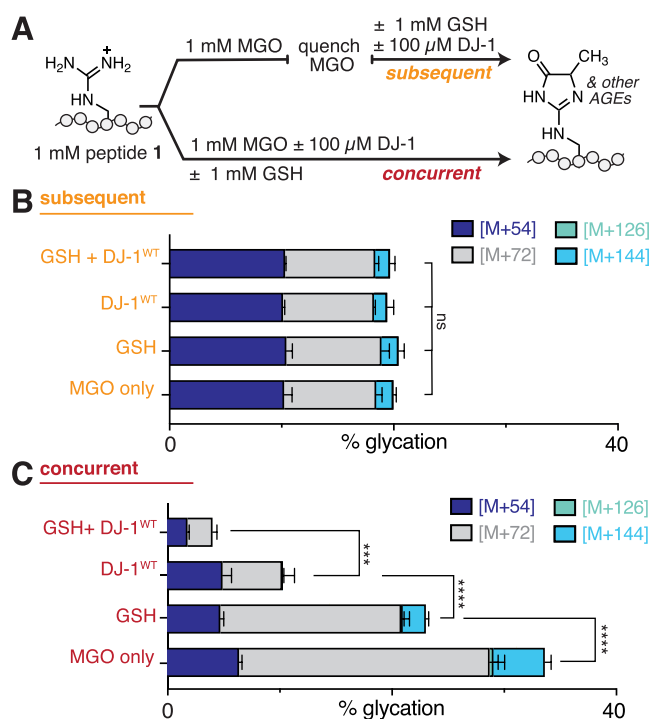 A
H₂N
NH₂
+
HN
1 mM peptide 1
1 mM MGO
quench
MGO
± 1 mM GSH
± 100 µM DJ-1
subsequent
1 mM MGO ± 100 µM DJ-1
± 1 mM GSH
concurrent
O
CH₃
HN
N
HN
& other
AGEs
B subsequent
[M+54] [M+126]
[M+72] [M+144]
GSH + DJ-1ᵂᵀ
DJ-1ᵂᵀ
GSH
MGO only
ns
0 % glycation 40
C concurrent
[M+54] [M+126]
[M+72] [M+144]
GSH+ DJ-1ᵂᵀ
DJ-1ᵂᵀ
GSH
MGO only
***
****
****
0 % glycation 40